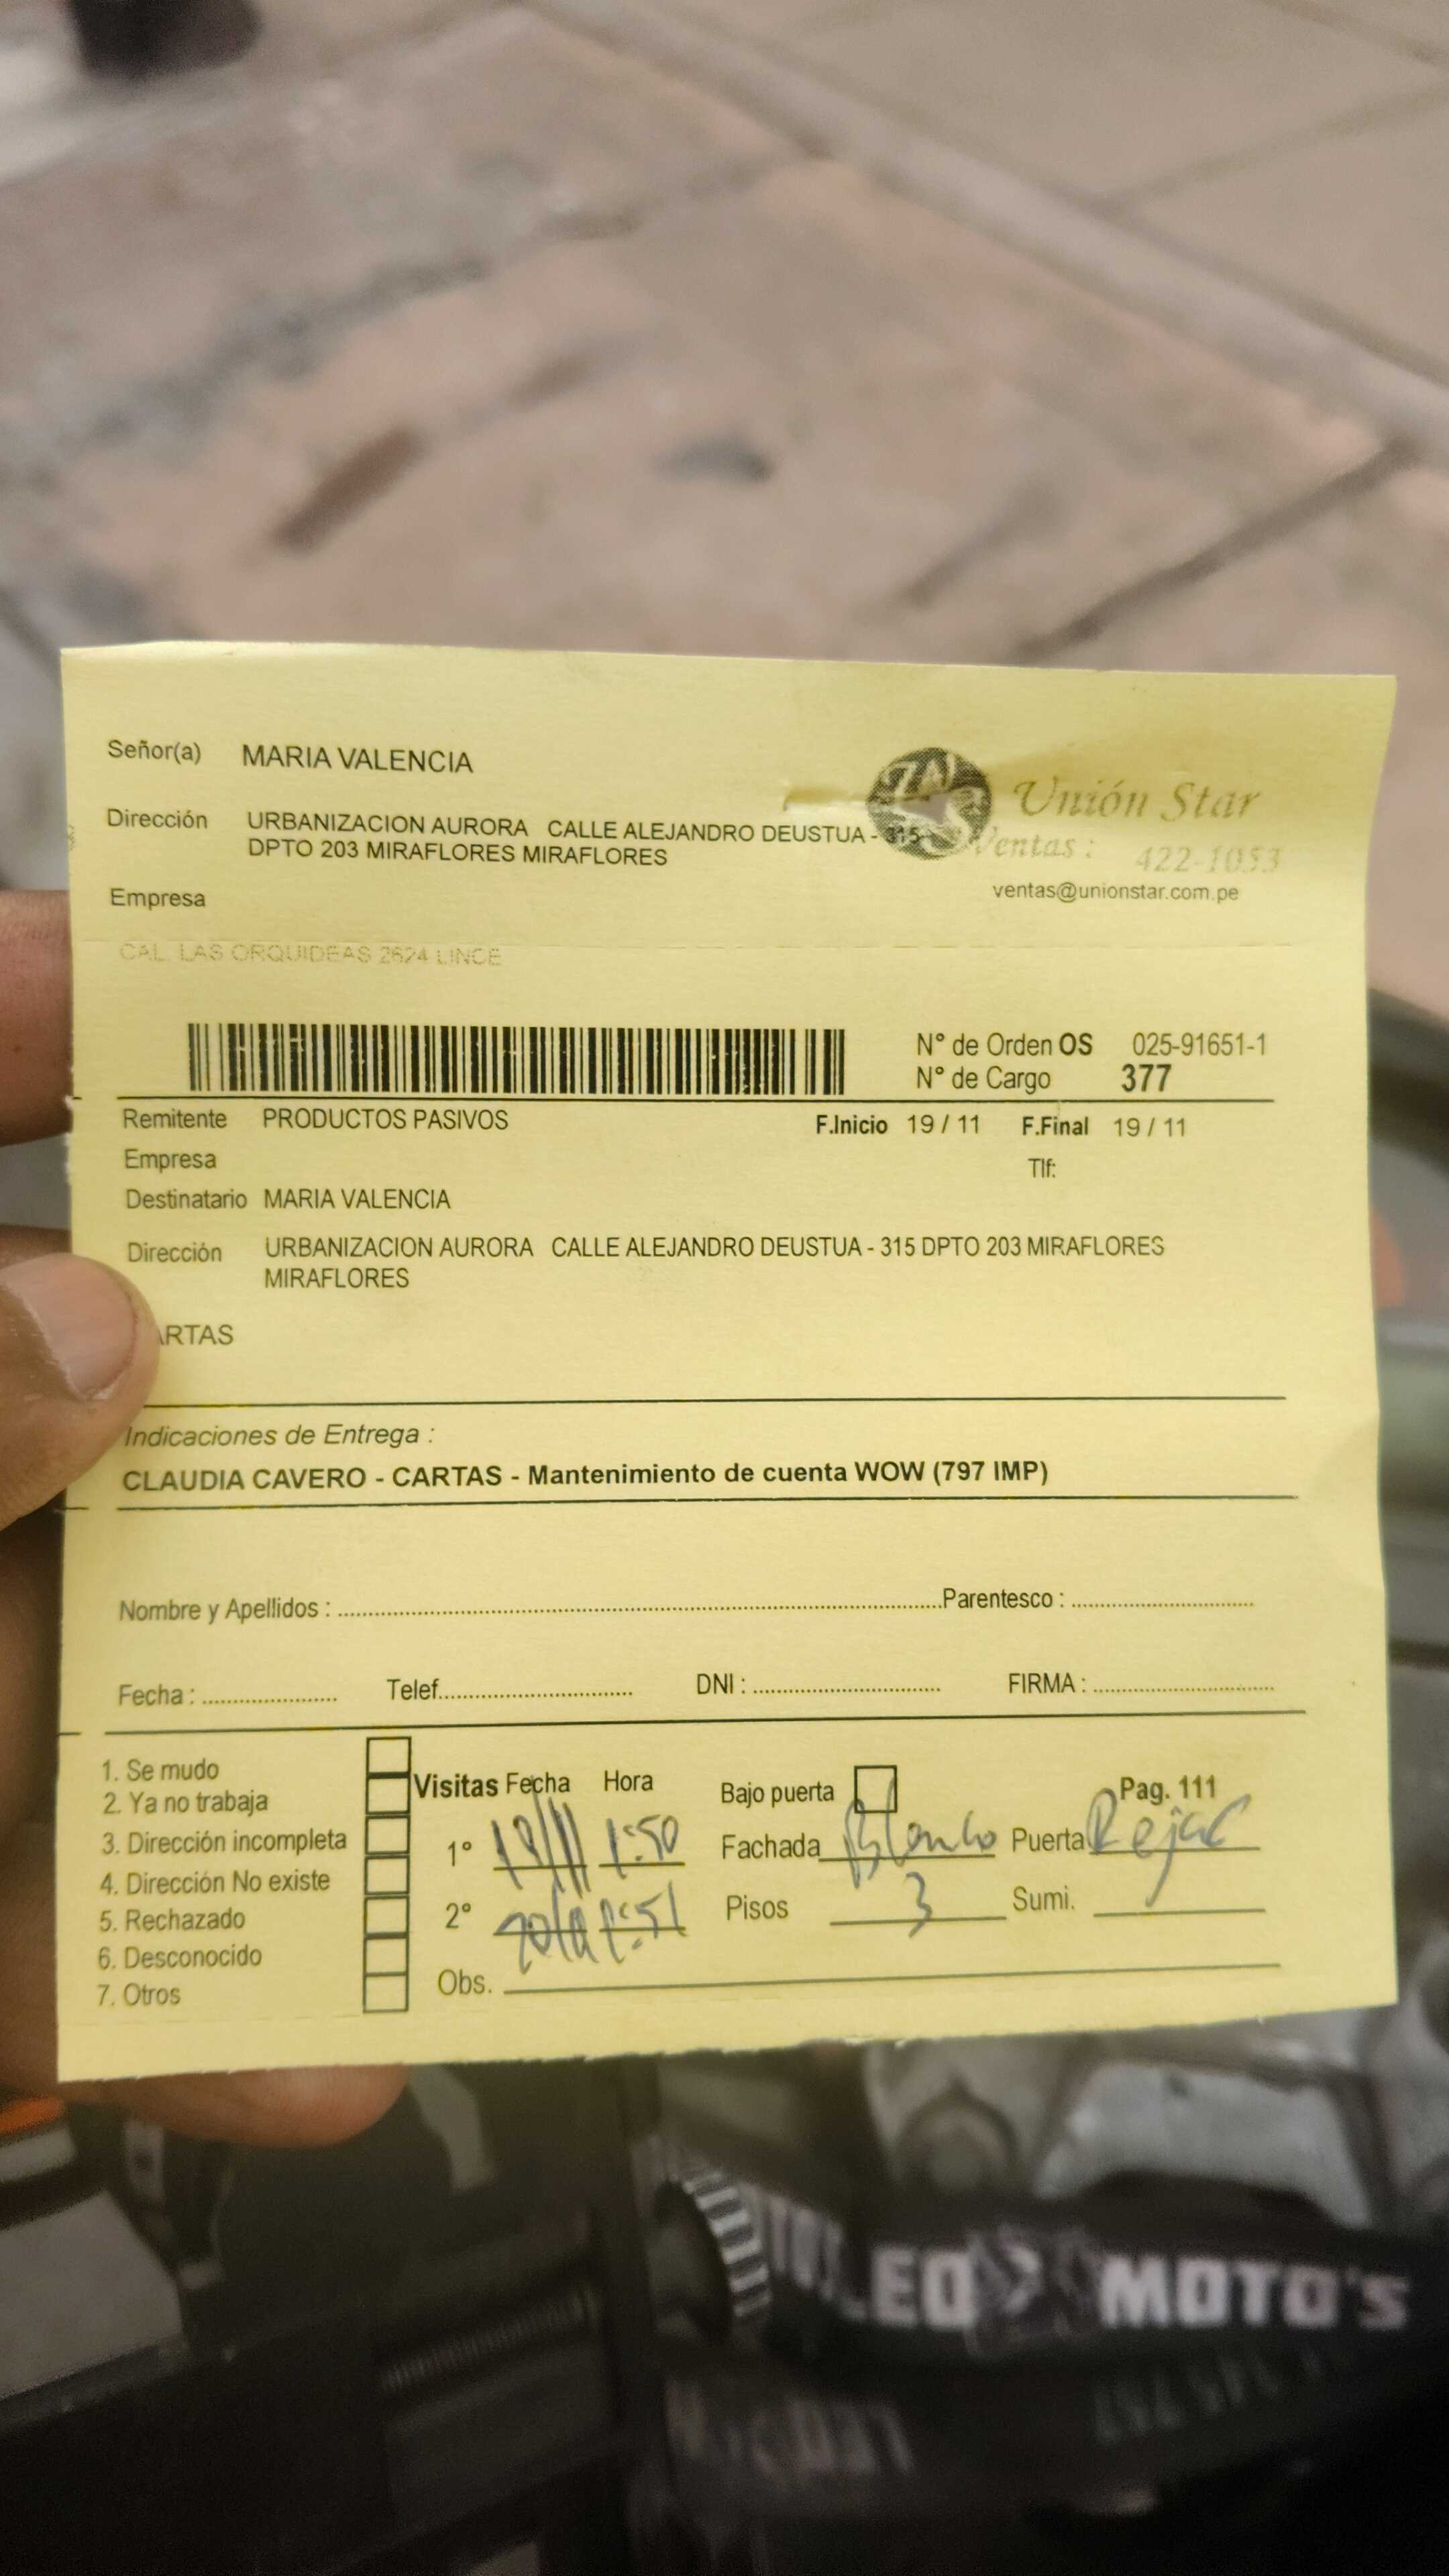 Señor(a) MARIA VALENCIA
Unión Star
Dirección URBANIZACION AURORA CALLE ALEJANDRO DEUSTUA - 315
DPTO 203 MIRAFLORES MIRAFLORES
Ventas : 422-1053
ventas@unionstar.com.pe
Empresa
CAL. LAS ORQUIDEAS 2624 LINCE
N° de Orden OS 025-91651-1
N° de Cargo 377
Remitente PRODUCTOS PASIVOS F.Inicio 19 / 11 F.Final 19 / 11
Empresa Tlf:
Destinatario MARIA VALENCIA
Dirección URBANIZACION AURORA CALLE ALEJANDRO DEUSTUA - 315 DPTO 203 MIRAFLORES
MIRAFLORES
ARTAS
Indicaciones de Entrega :
CLAUDIA CAVERO - CARTAS - Mantenimiento de cuenta WOW (797 IMP)
Nombre y Apellidos : Parentesco :
Fecha : Telef. DNI : FIRMA :
1. Se mudo
2. Ya no trabaja
3. Dirección incompleta
4. Dirección No existe
5. Rechazado
6. Desconocido
7. Otros
Visitas Fecha Hora Bajo puerta Pag. 111
1° 19/11 1:50 Fachada Blanco Puerta Rejas
2° 1:51 Pisos 3 Sumi.
Obs.
LEO MOTO'S